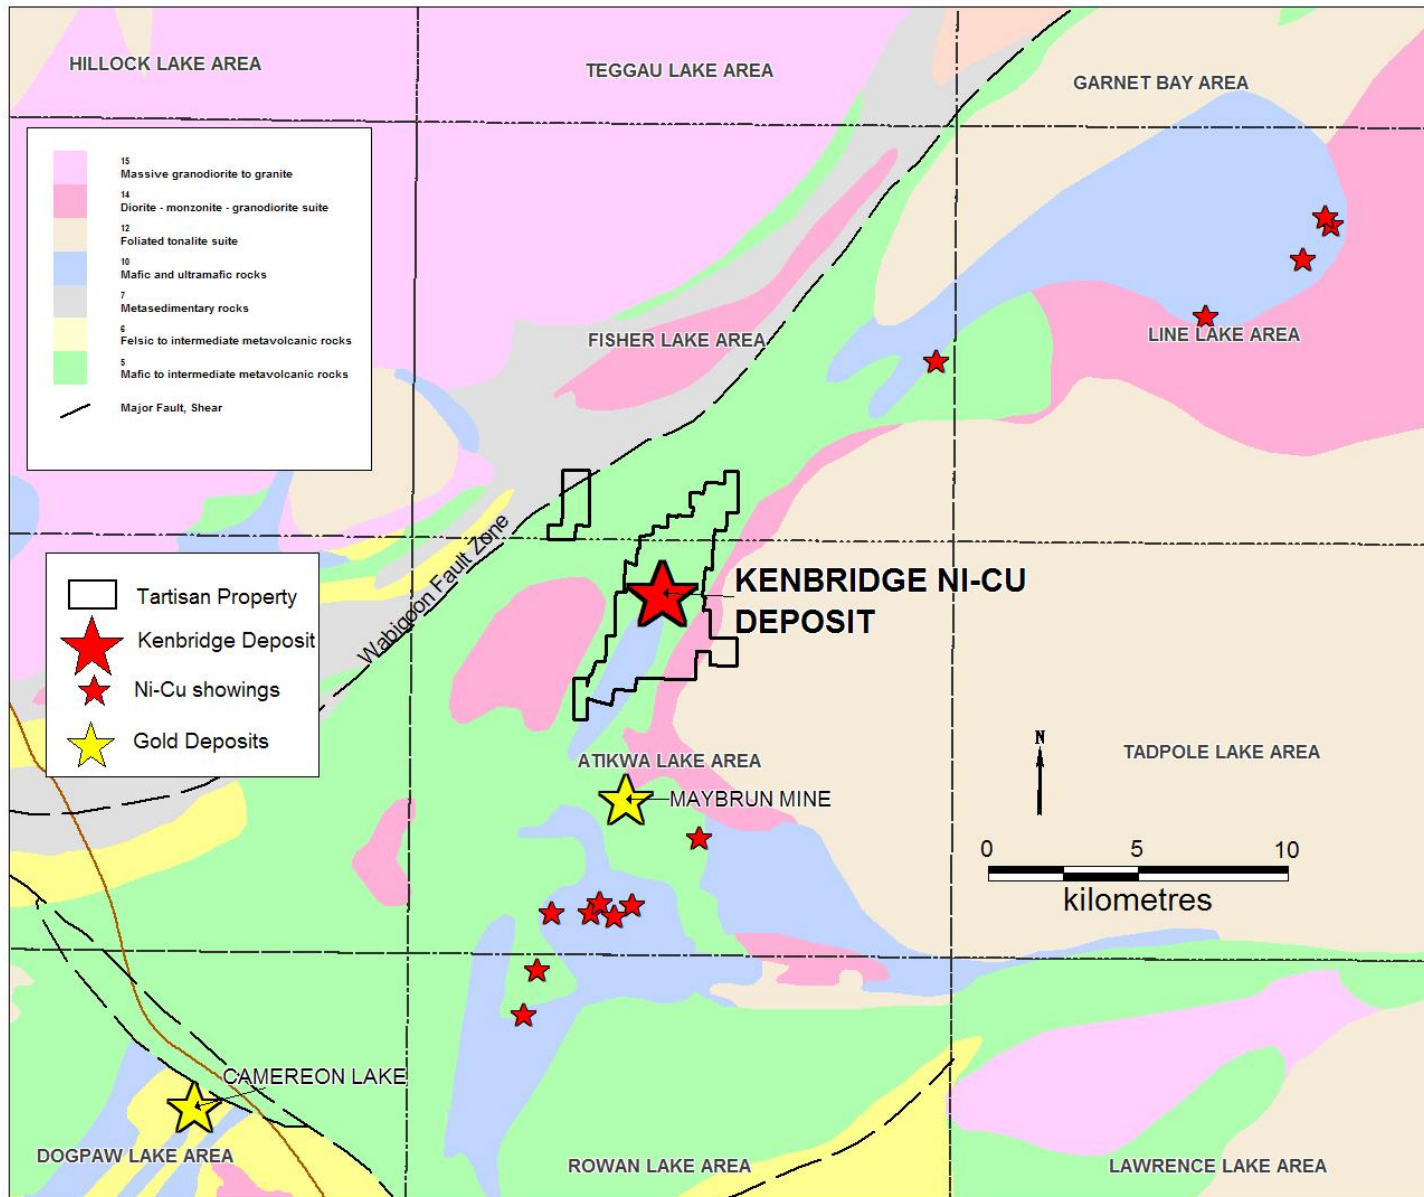 HILLOCK LAKE AREA
TEGGAU LAKE AREA
GARNET BAY AREA
15
Massive granodiorite to granite
14
Diorite - monzonite - granodiorite suite
12
Foliated tonalite suite
10
Mafic and ultramafic rocks
7
Metasedimentary rocks
6
Felsic to intermediate metavolcanic rocks
5
Mafic to intermediate metavolcanic rocks
Major Fault, Shear
FISHER LAKE AREA
LINE LAKE AREA
Wabigoon Fault Zone
Tartisan Property
Kenbridge Deposit
Ni-Cu showings
Gold Deposits
KENBRIDGE NI-CU
DEPOSIT
ATIKWA LAKE AREA
MAYBRUN MINE
TADPOLE LAKE AREA
N
0 5 10
kilometres
CAMEREON LAKE
DOGPAW LAKE AREA
ROWAN LAKE AREA
LAWRENCE LAKE AREA